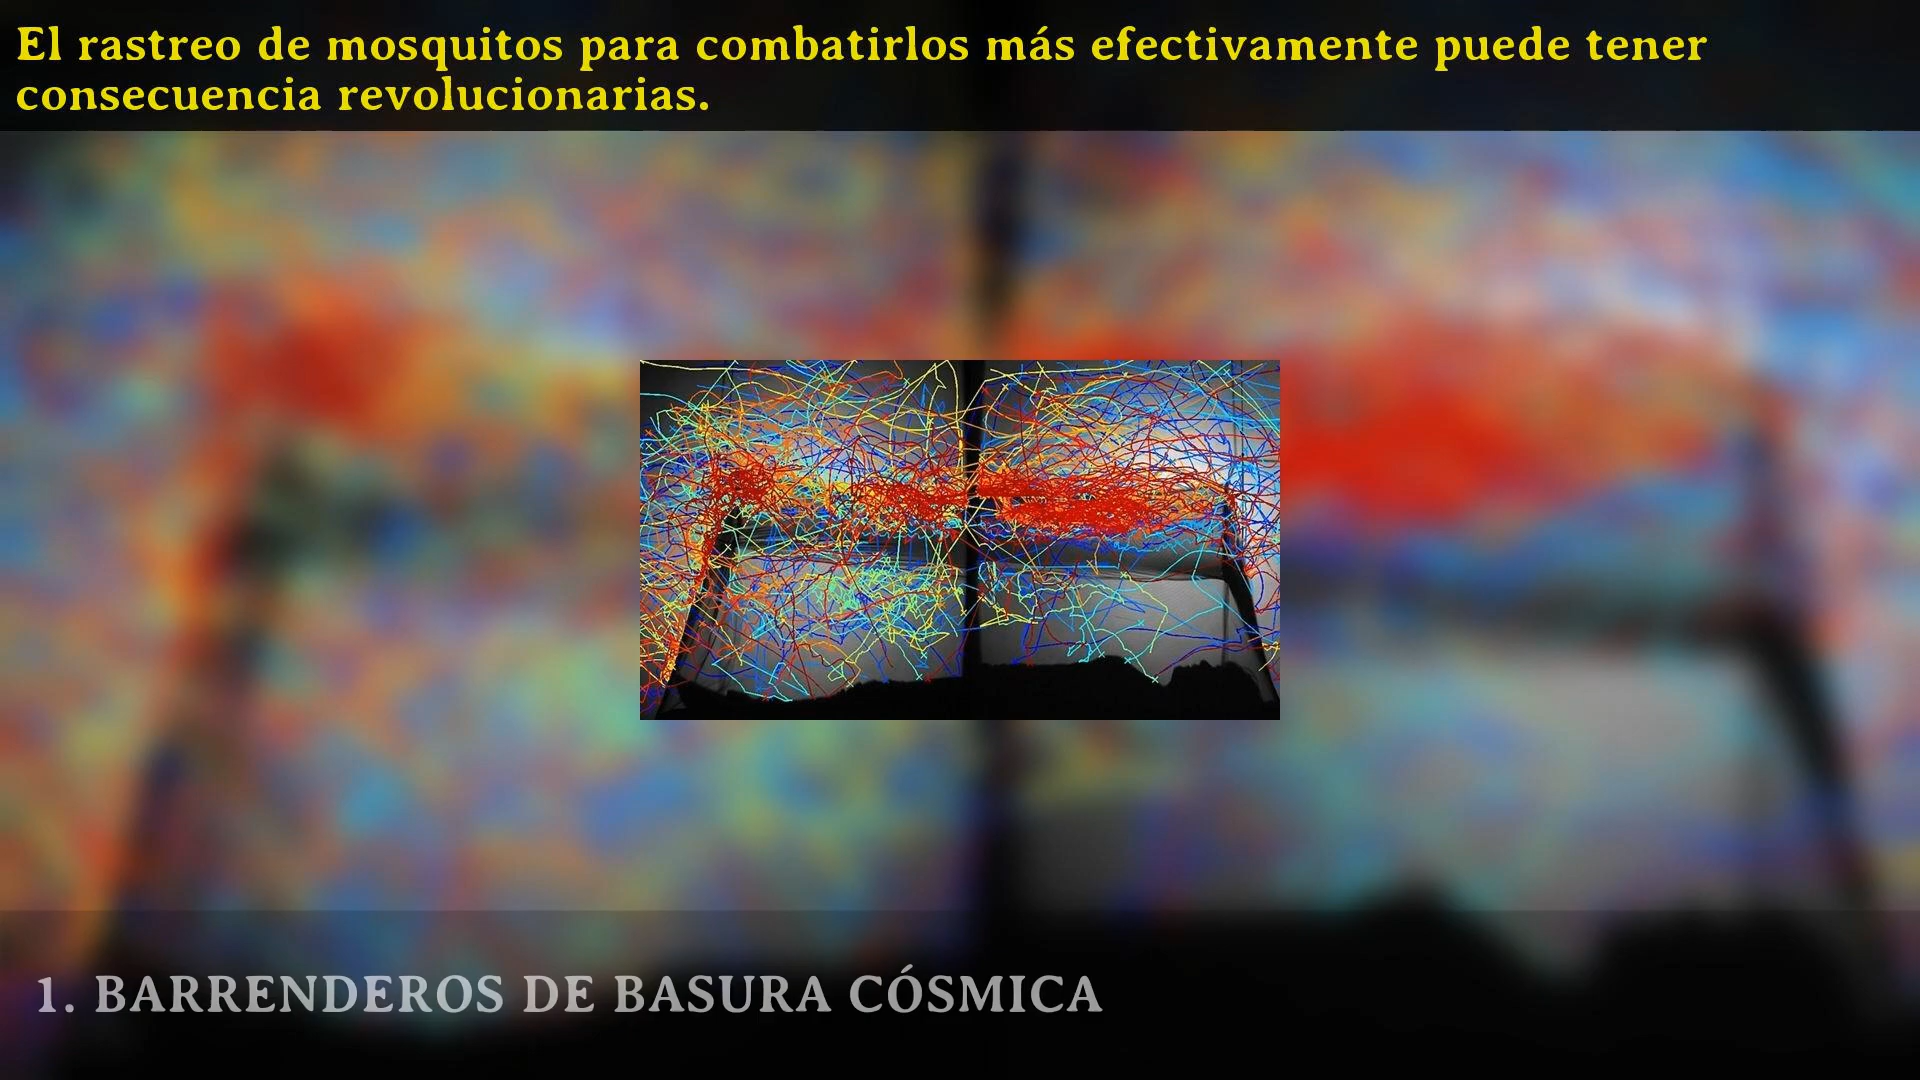 El rastreo de mosquitos para combatirlos más efectivamente puede tener
consecuencia revolucionarias.
1. BARRENDEROS DE BASURA CÓSMICA